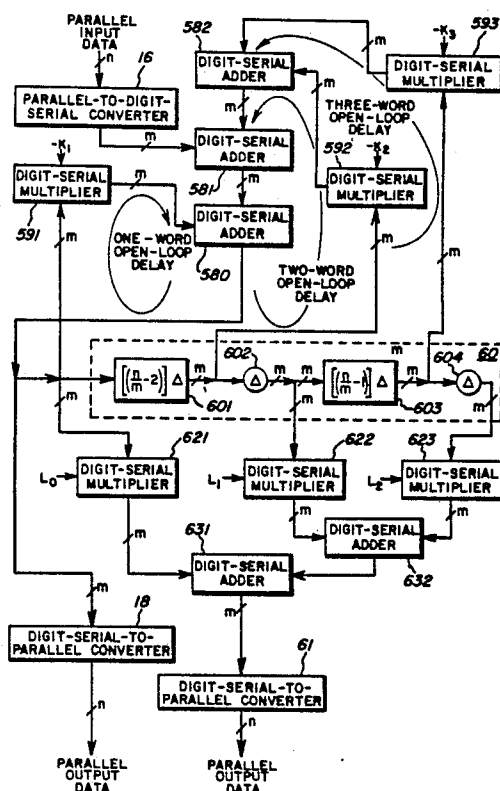 PARALLEL
INPUT
DATA
n
16
PARALLEL-TO-DIGIT-
SERIAL CONVERTER
m
582
DIGIT-SERIAL
ADDER
m
m
m
593
-K3
DIGIT-SERIAL
MULTIPLIER
THREE-WORD
OPEN-LOOP
DELAY
-K1
DIGIT-SERIAL
MULTIPLIER
591
m
m
DIGIT-SERIAL
ADDER
581
m
592
-K2
DIGIT-SERIAL
MULTIPLIER
m
m
DIGIT-SERIAL
ADDER
580
ONE-WORD
OPEN-LOOP
DELAY
TWO-WORD
OPEN-LOOP
DELAY
60
[(n/m-2)] Δ
601
m
602
Δ
m
m
[(n/m-1)] Δ
603
m
m
604
Δ
m
m
m
m
621
L0
DIGIT-SERIAL
MULTIPLIER
622
L1
DIGIT-SERIAL
MULTIPLIER
623
L2
DIGIT-SERIAL
MULTIPLIER
m
m
m
DIGIT-SERIAL
ADDER
632
631
DIGIT-SERIAL
ADDER
m
m
18
DIGIT-SERIAL-TO-
PARALLEL CONVERTER
61
DIGIT-SERIAL-TO-
PARALLEL CONVERTER
n
n
PARALLEL
OUTPUT
DATA
PARALLEL
OUTPUT
DATA